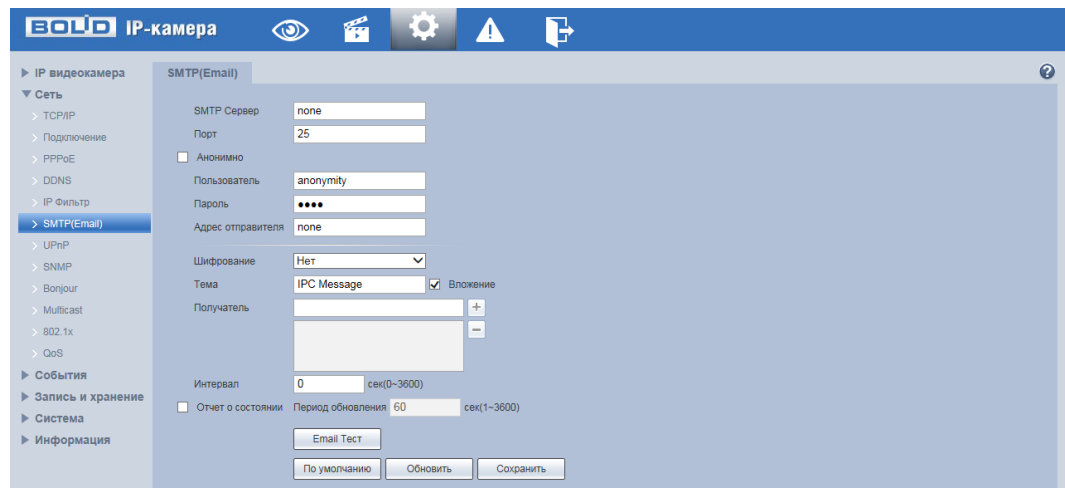 BOLID IP-камера
IP видеокамера
Сеть
TCP/IP
Подключение
PPPoE
DDNS
IP Фильтр
SMTP(Email)
UPnP
SNMP
Bonjour
Multicast
802.1x
QoS
События
Запись и хранение
Система
Информация
SMTP(Email)
?
SMTP Сервер none
Порт 25
Анонимно
Пользователь anonymity
Пароль ●●●●
Адрес отправителя none
Шифрование Нет
Тема IPC Message Вложение
Получатель +
−
Интервал 0 сек(0~3600)
Отчет о состоянии Период обновления 60 сек(1~3600)
Email Тест
По умолчанию Обновить Сохранить